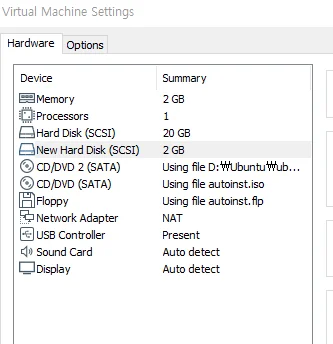 Virtual Machine Settings
Hardware Options
Device Summary
Memory 2 GB
Processors 1
Hard Disk (SCSI) 20 GB
New Hard Disk (SCSI) 2 GB
CD/DVD 2 (SATA) Using file D:₩Ubuntu₩ub...
CD/DVD (SATA) Using file autoinst.iso
Floppy Using file autoinst.flp
Network Adapter NAT
USB Controller Present
Sound Card Auto detect
Display Auto detect